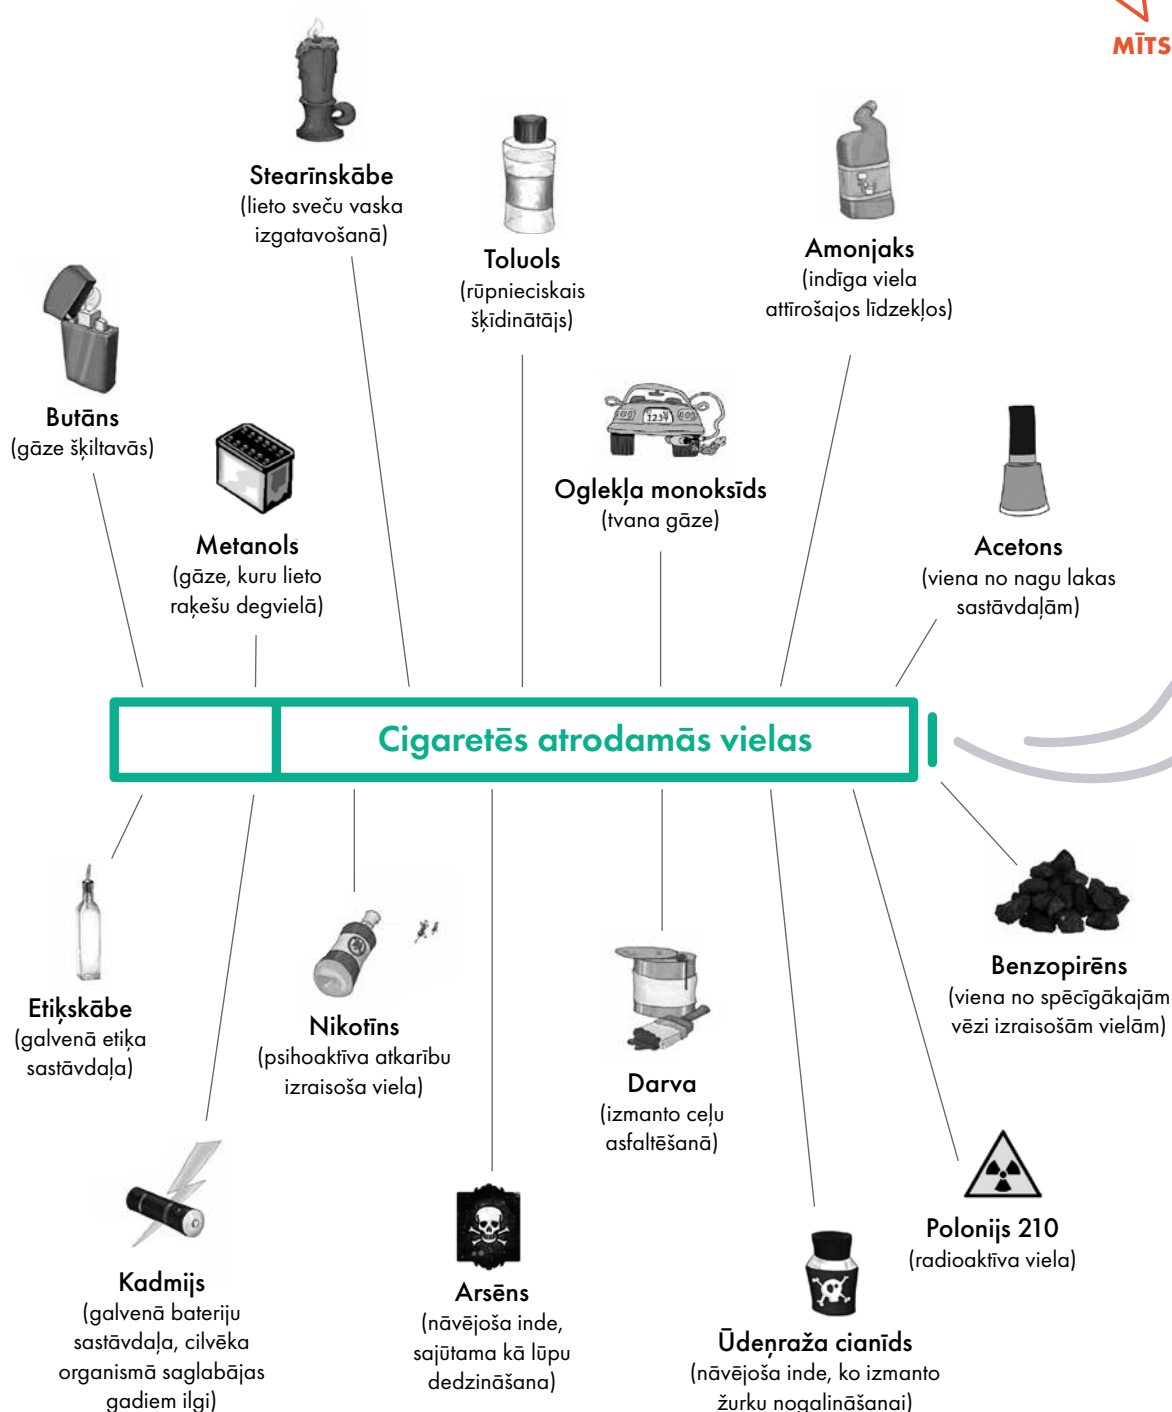 MĪTS
Stearīnskābe
(lieto sveču vaska
izgatavošanā)
Toluols
(rūpnieciskais
šķīdinātājs)
Amonjaks
(indīga viela
attīrošajos līdzekļos)
Butāns
(gāze šķiltavās)
Metanols
(gāze, kuru lieto
raķešu degvielā)
1234
Oglekļa monoksīds
(tvana gāze)
Acetons
(viena no nagu lakas
sastāvdaļām)
Cigaretēs atrodamās vielas
Etiķskābe
(galvenā etiķa
sastāvdaļa)
Nikotīns
(psihoaktīva atkarību
izraisoša viela)
Darva
(izmanto ceļu
asfaltēšanā)
Benzopirēns
(viena no spēcīgākajām
vēzi izraisošām vielām)
Kadmijs
(galvenā bateriju
sastāvdaļa, cilvēka
organismā saglabājas
gadiem ilgi)
Arsēns
(nāvējoša inde,
sajūtama kā lūpu
dedzināšana)
Ūdeņraža cianīds
(nāvējoša inde, ko izmanto
žurku nogalināšanai)
Polonijs 210
(radioaktīva viela)